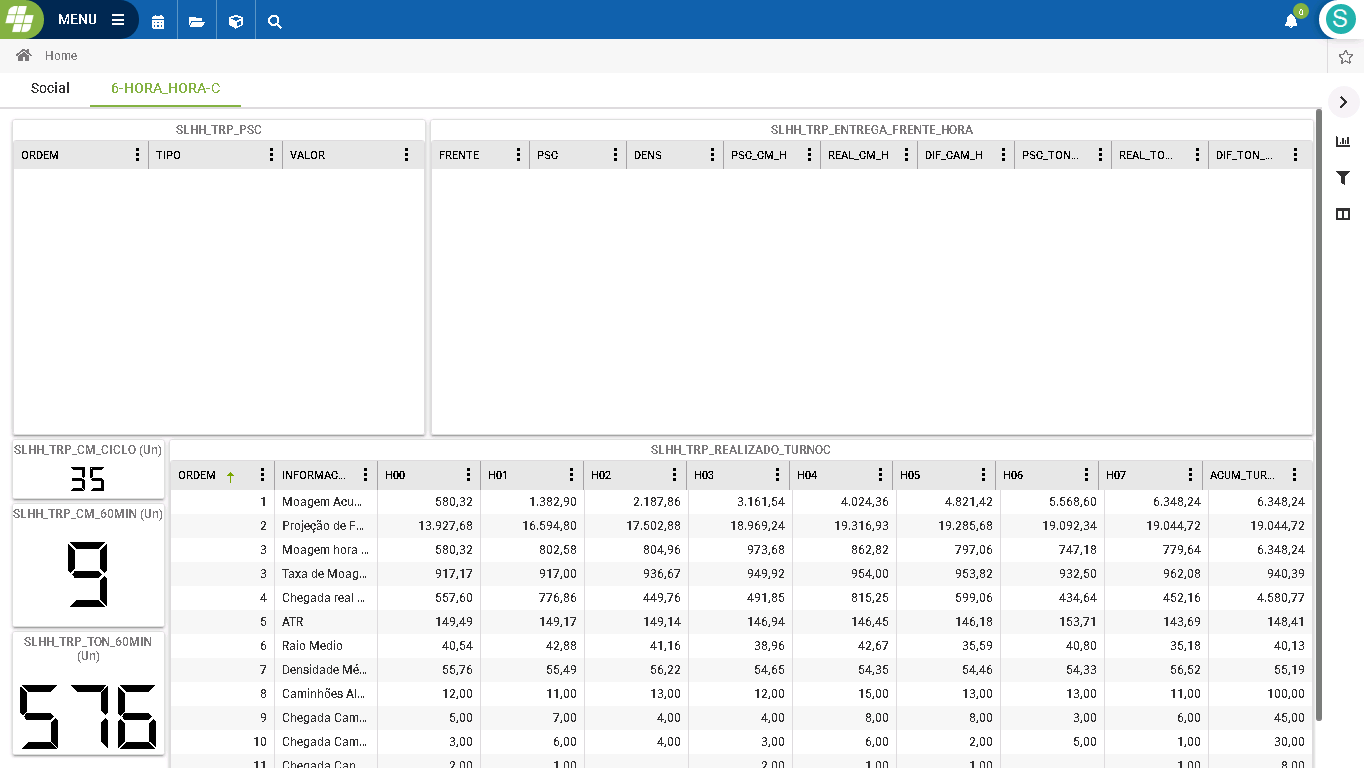 MENU
0
S
Home
Social 6-HORA_HORA-C
SLHH_TRP_PSC
ORDEM TIPO VALOR
SLHH_TRP_ENTREGA_FRENTE_HORA
FRENTE PSC DENS PSC_CM_H REAL_CM_H DIF_CAM_H PSC_TON... REAL_TO... DIF_TON_...
SLHH_TRP_CM_CICLO (Un)
35
SLHH_TRP_CM_60MIN (Un)
9
SLHH_TRP_TON_60MIN
(Un)
576
SLHH_TRP_REALIZADO_TURNOC
ORDEM INFORMAC... H00 H01 H02 H03 H04 H05 H06 H07 ACUM_TUR...
1 Moagem Acu... 580,32 1.382,90 2.187,86 3.161,54 4.024,36 4.821,42 5.568,60 6.348,24 6.348,24
2 Projeção de F... 13.927,68 16.594,80 17.502,88 18.969,24 19.316,93 19.285,68 19.092,34 19.044,72 19.044,72
3 Moagem hora ... 580,32 802,58 804,96 973,68 862,82 797,06 747,18 779,64 6.348,24
3 Taxa de Moag... 917,17 917,00 936,67 949,92 954,00 953,82 932,50 962,08 940,39
4 Chegada real ... 557,60 776,86 449,76 491,85 815,25 599,06 434,64 452,16 4.580,77
5 ATR 149,49 149,17 149,14 146,94 146,45 146,18 153,71 143,69 148,41
6 Raio Medio 40,54 42,88 41,16 38,96 42,67 35,59 40,80 35,18 40,13
7 Densidade Mé... 55,76 55,49 56,22 54,65 54,35 54,46 54,33 56,52 55,19
8 Caminhões Al... 12,00 11,00 13,00 12,00 15,00 13,00 13,00 11,00 100,00
9 Chegada Cam... 5,00 7,00 4,00 4,00 8,00 8,00 3,00 6,00 45,00
10 Chegada Cam... 3,00 6,00 4,00 3,00 6,00 2,00 5,00 1,00 30,00
11 Chegada Can... 2,00 1,00 2,00 1,00 1,00 1,00 8,00